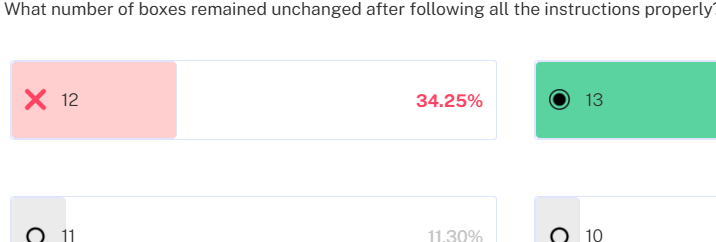 What number of boxes remained unchanged after following all the instructions properly?
12 34.25% 13
11 11.30% 10